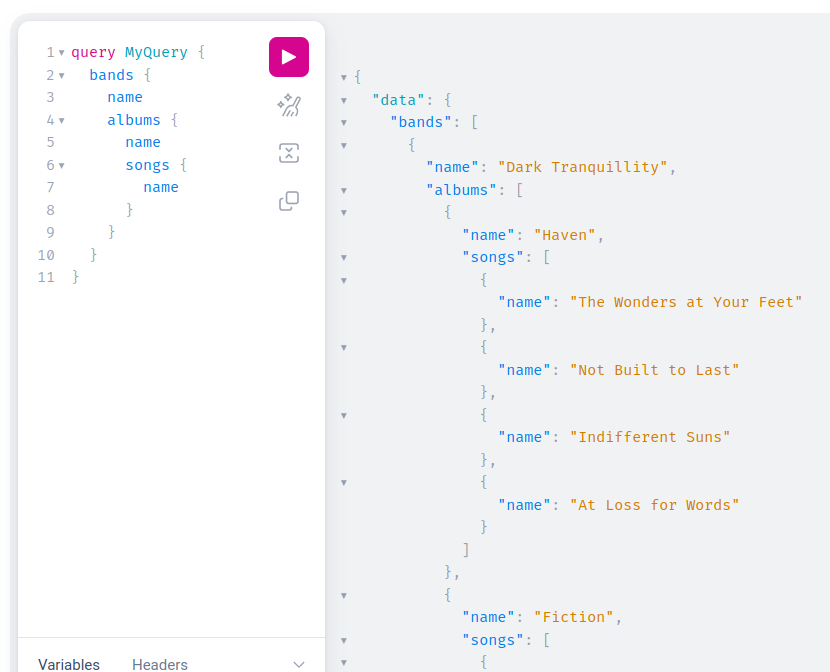 1 query MyQuery {
2 bands {
3 name
4 albums {
5 name
6 songs {
7 name
8 }
9 }
10 }
11 }
Variables Headers
{
"data": {
"bands": [
{
"name": "Dark Tranquillity",
"albums": [
{
"name": "Haven",
"songs": [
{
"name": "The Wonders at Your Feet"
},
{
"name": "Not Built to Last"
},
{
"name": "Indifferent Suns"
},
{
"name": "At Loss for Words"
}
]
},
{
"name": "Fiction",
"songs": [
{